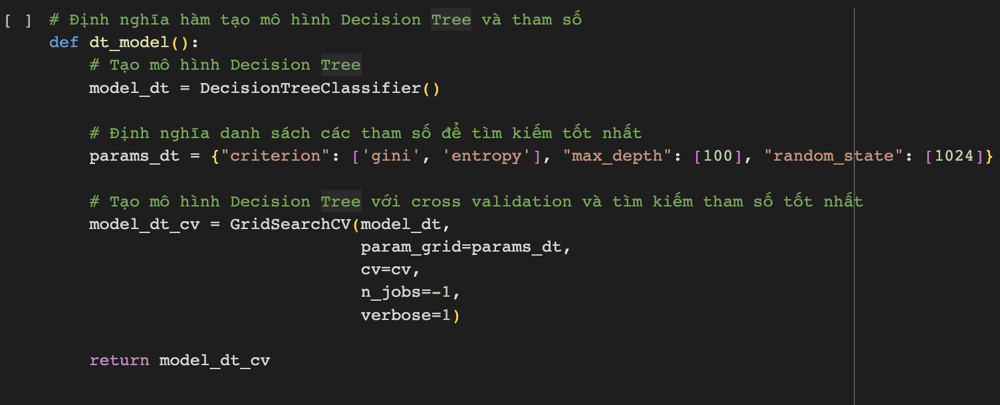 [ ] # Định nghĩa hàm tạo mô hình Decision Tree và tham số
def dt_model():
    # Tạo mô hình Decision Tree
    model_dt = DecisionTreeClassifier()
    # Định nghĩa danh sách các tham số để tìm kiếm tốt nhất
    params_dt = {"criterion": ['gini', 'entropy'], "max_depth": [100], "random_state": [1024]}
    # Tạo mô hình Decision Tree với cross validation và tìm kiếm tham số tốt nhất
    model_dt_cv = GridSearchCV(model_dt,
                               param_grid=params_dt,
                               cv=cv,
                               n_jobs=-1,
                               verbose=1)
    return model_dt_cv